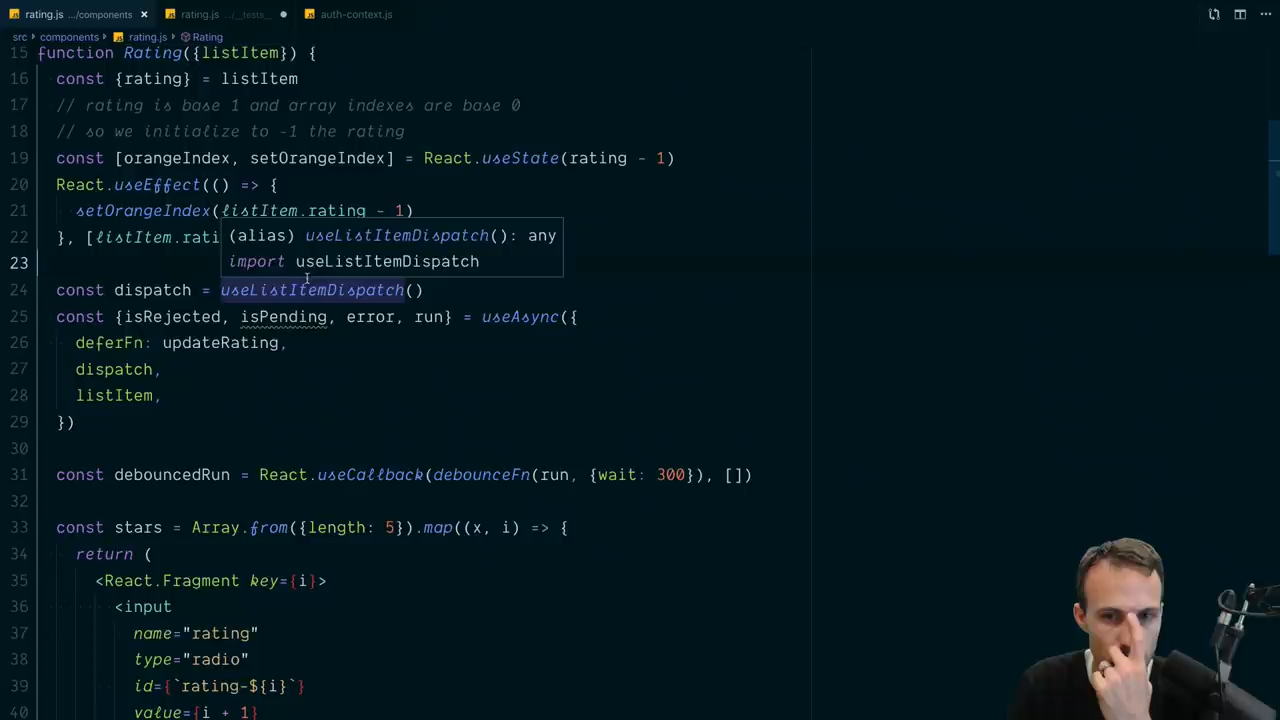 rating.js .../components × rating.js .../__tests__ ● auth-context.js
src > components > rating.js > Rating
15 function Rating({listItem}) {
16 const {rating} = listItem
17 // rating is base 1 and array indexes are base 0
18 // so we initialize to -1 the rating
19 const [orangeIndex, setOrangeIndex] = React.useState(rating - 1)
20 React.useEffect(() => {
21 setOrangeIndex(listItem.rating - 1)
22 }, [listItem.rati
(alias) useListItemDispatch(): any
import useListItemDispatch
23
24 const dispatch = useListItemDispatch()
25 const {isRejected, isPending, error, run} = useAsync({
26 deferFn: updateRating,
27 dispatch,
28 listItem,
29 })
30
31 const debouncedRun = React.useCallback(debounceFn(run, {wait: 300}), [])
32
33 const stars = Array.from({length: 5}).map((x, i) => {
34 return (
35 <React.Fragment key={i}>
36 <input
37 name="rating"
38 type="radio"
39 id={`rating-${i}`}
40 value={i + 1}